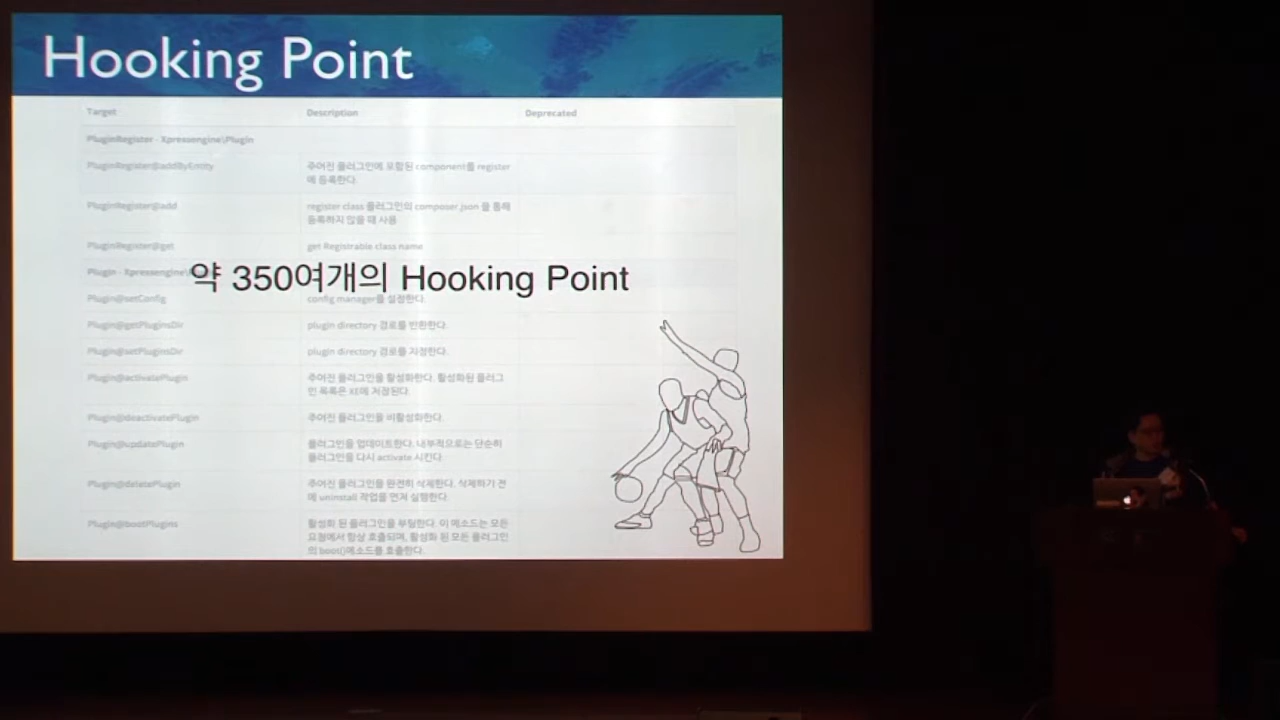 Hooking Point
Target Description Deprecated
PluginRegister - Xpressengine\Plugin
PluginRegister@addByEntity 주어진 플러그인에 포함된 component를 register
에 등록한다.
PluginRegister@add register class 플러그인의 composer.json 을 통해
등록하지 않을 때 사용
PluginRegister@get get Registrable class name
약 350여개의 Hooking Point
Plugin - Xpressengine\
Plugin@setConfig config manager를 설정한다.
Plugin@getPluginsDir plugin directory 경로를 반환한다.
Plugin@setPluginsDir plugin directory 경로를 지정한다.
Plugin@activatePlugin 주어진 플러그인을 활성화한다. 활성화된 플러그
인 목록은 XE에 저장된다.
Plugin@deactivatePlugin 주어진 플러그인을 비활성화한다.
Plugin@updatePlugin 플러그인을 업데이트한다. 내부적으로는 단순히
플러그인을 다시 activate 시킨다.
Plugin@deletePlugin 주어진 플러그인을 완전히 삭제한다. 삭제하기 전
에 uninstall 작업을 먼저 실행한다.
Plugin@bootPlugins 활성화 된 플러그인을 부팅한다. 이 메소드는 모든
요청에서 항상 호출되며, 활성화 된 모든 플러그인
의 boot()메소드를 호출한다.